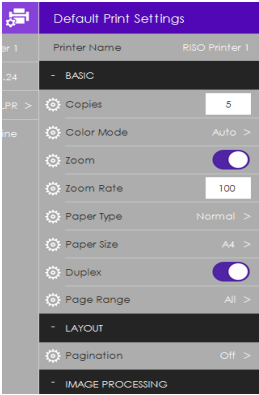 Default Print Settings
er 1
Printer Name RISO Printer 1
.24
- BASIC
LPR >
Copies 5
ine
Color Mode Auto >
Zoom
Zoom Rate 100
Paper Type Normal >
Paper Size A4 >
Duplex
Page Range All >
- LAYOUT
Pagination Off >
- IMAGE PROCESSING